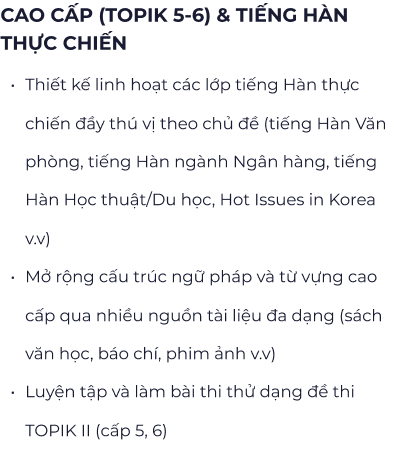 CAO CẤP (TOPIK 5-6) & TIẾNG HÀN
THỰC CHIẾN
• Thiết kế linh hoạt các lớp tiếng Hàn thực
chiến đầy thú vị theo chủ đề (tiếng Hàn Văn
phòng, tiếng Hàn ngành Ngân hàng, tiếng
Hàn Học thuật/Du học, Hot Issues in Korea
v.v)
• Mở rộng cấu trúc ngữ pháp và từ vựng cao
cấp qua nhiều nguồn tài liệu đa dạng (sách
văn học, báo chí, phim ảnh v.v)
• Luyện tập và làm bài thi thử dạng đề thi
TOPIK II (cấp 5, 6)